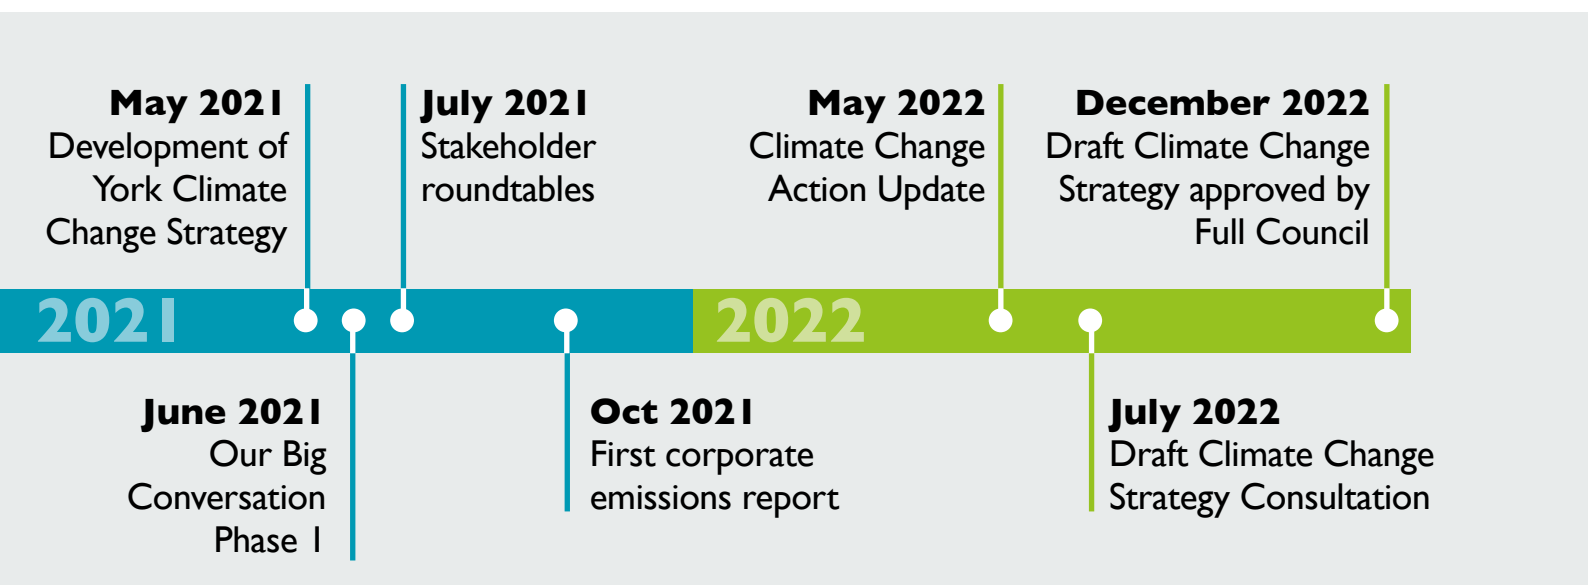 May 2021
Development of
York Climate
Change Strategy
July 2021
Stakeholder
roundtables
May 2022
Climate Change
Action Update
December 2022
Draft Climate Change
Strategy approved by
Full Council
2021
2022
June 2021
Our Big
Conversation
Phase 1
Oct 2021
First corporate
emissions report
July 2022
Draft Climate Change
Strategy Consultation